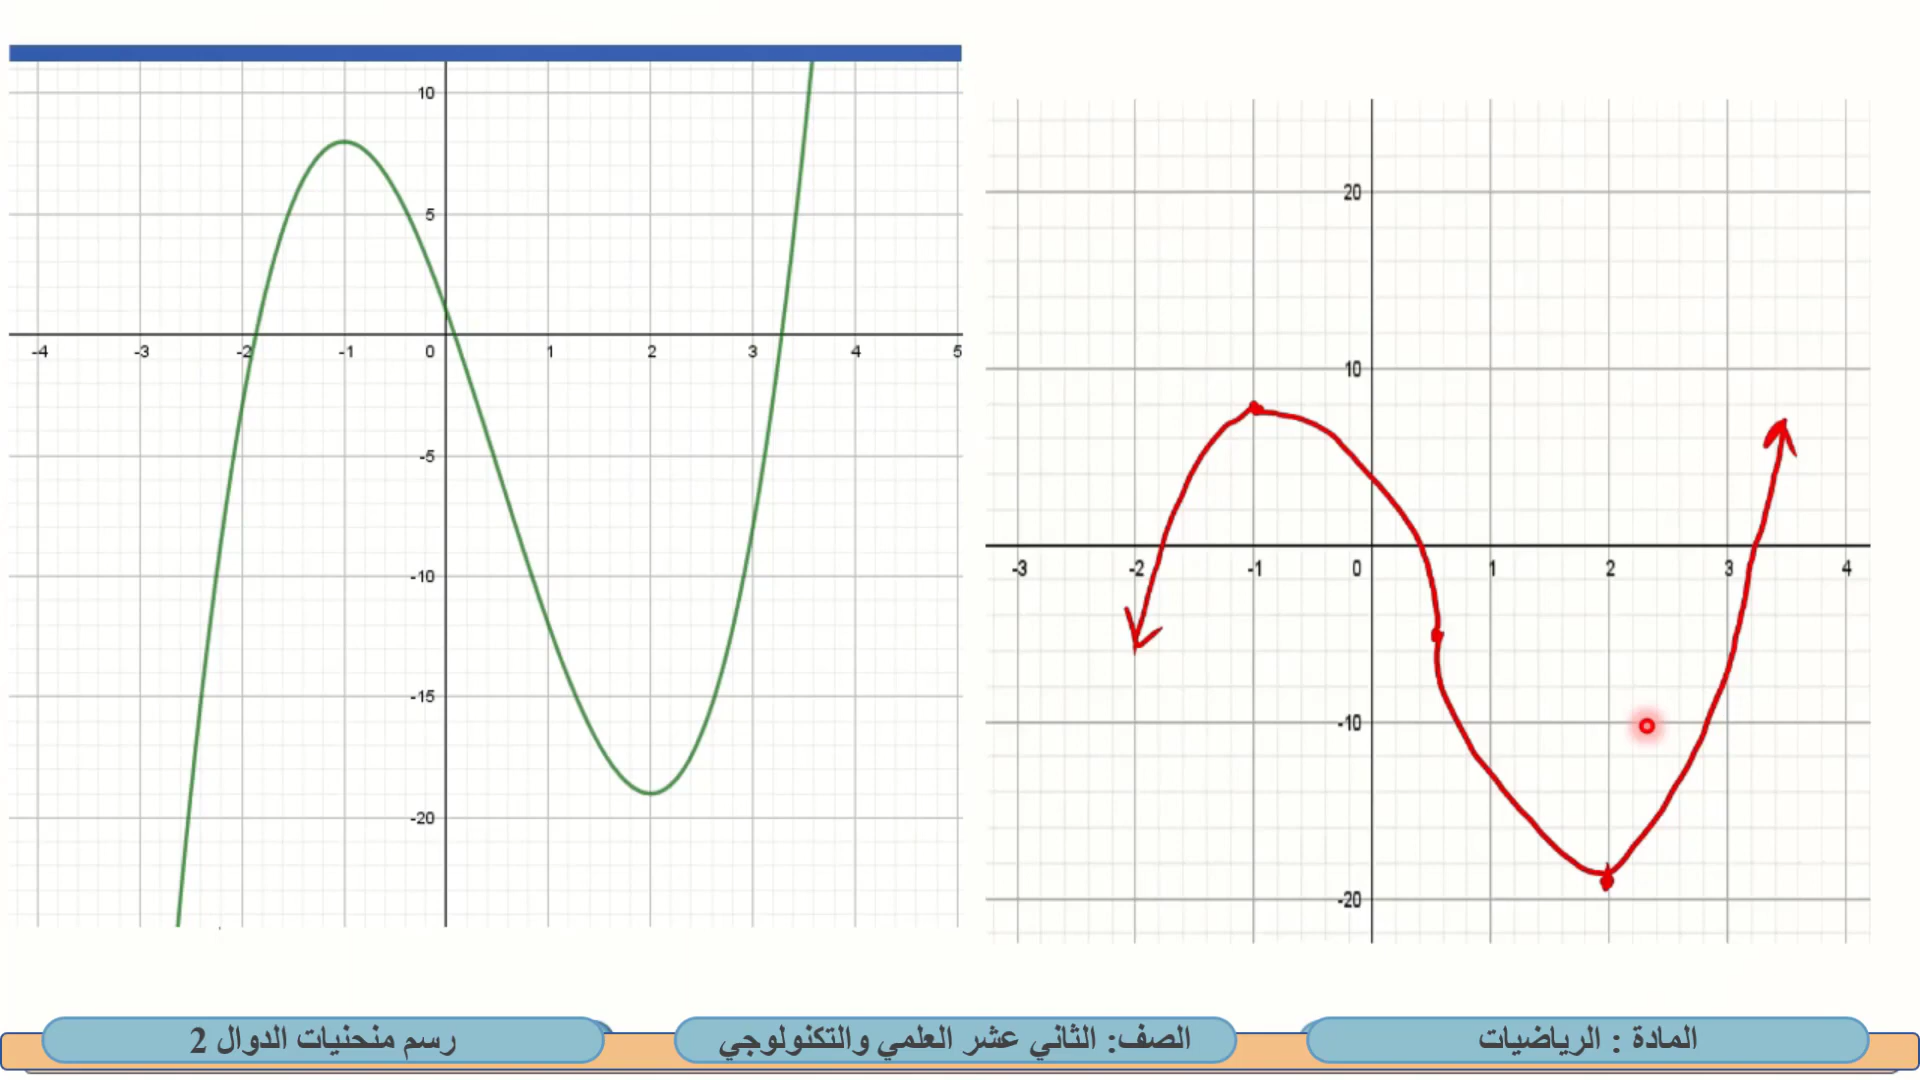 10
5
-4 -3 -2 -1 0 1 2 3 4 5
-5
-10
-15
-20
20
10
-3 -2 -1 0 1 2 3 4
-10
-20
المادة : الرياضيات
الصف: الثاني عشر العلمي والتكنولوجي
رسم منحنيات الدوال 2